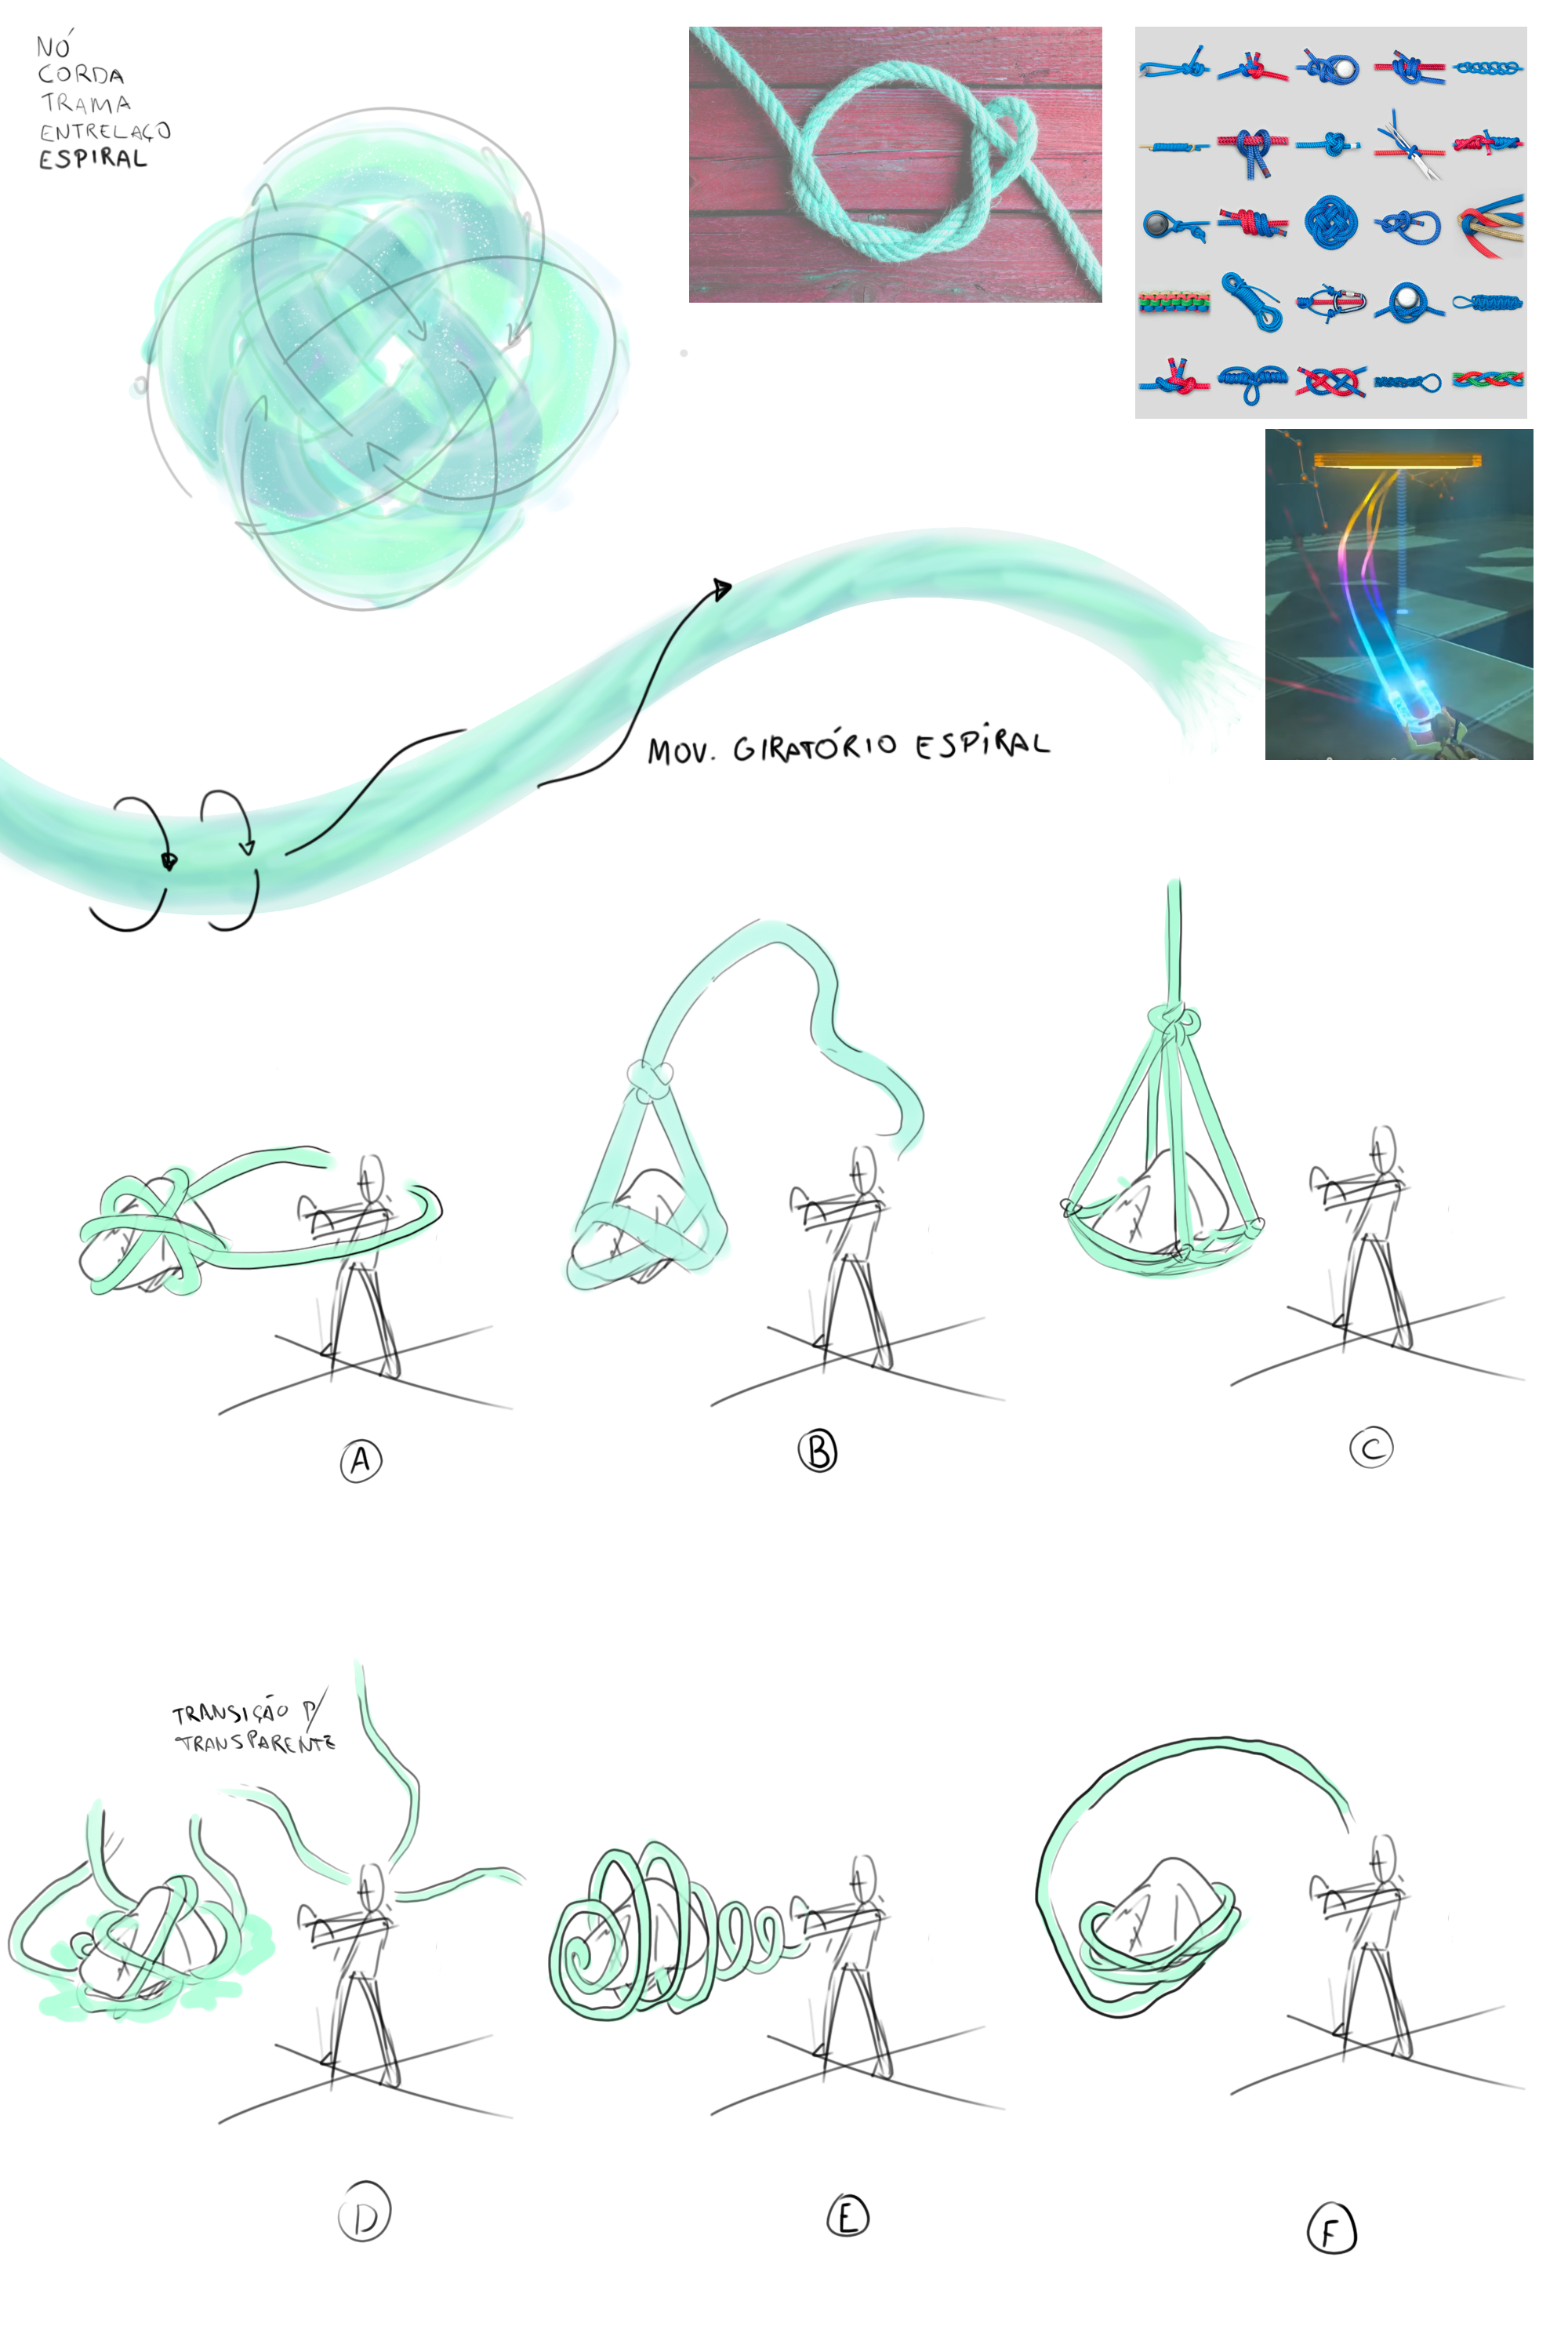 NÓ
CORDA
TRAMA
ENTRELAÇO
ESPIRAL
MOV. GIRATÓRIO ESPIRAL
A
B
C
TRANSIÇÃO P/
TRANSPARENTE
D
E
F